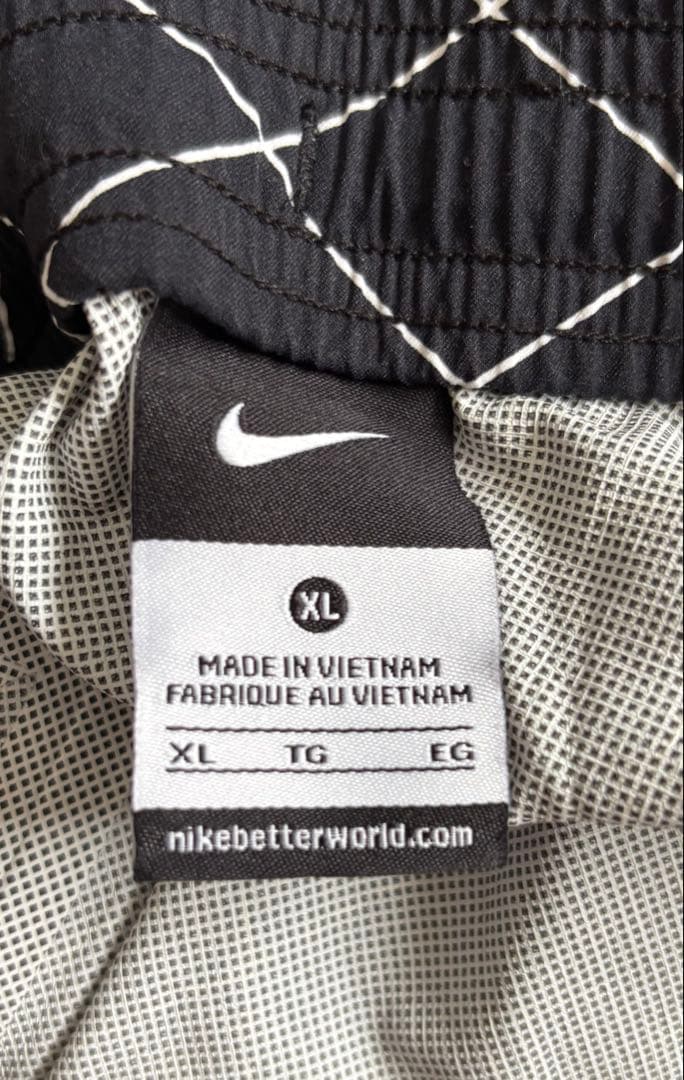 XL
MADE IN VIETNAM
FABRIQUE AU VIETNAM
XL TG EG
nikebetterworld.com